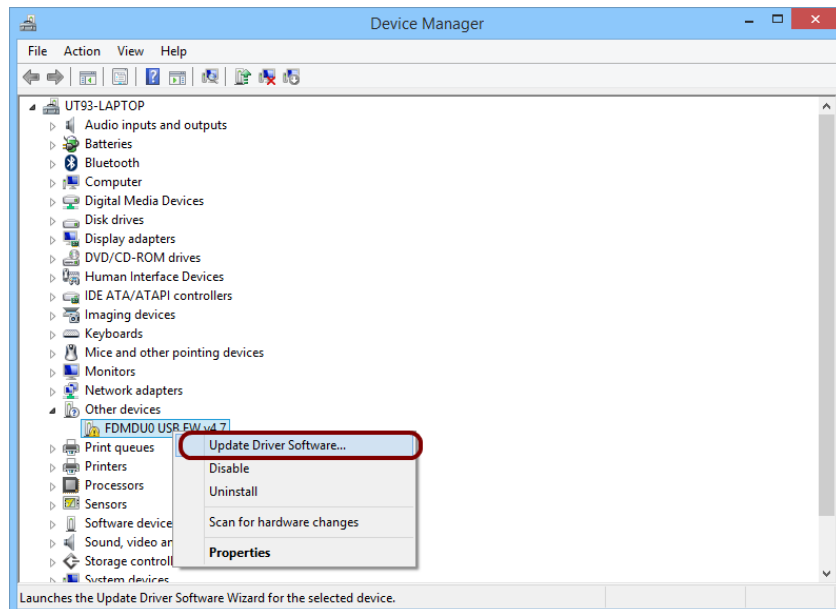 Device Manager
File Action View Help
UT93-LAPTOP
Audio inputs and outputs
Batteries
Bluetooth
Computer
Digital Media Devices
Disk drives
Display adapters
DVD/CD-ROM drives
Human Interface Devices
IDE ATA/ATAPI controllers
Imaging devices
Keyboards
Mice and other pointing devices
Monitors
Network adapters
Other devices
FDMDU0 USB FW v4.7
Update Driver Software...
Print queues
Disable
Printers
Processors
Uninstall
Sensors
Software device
Scan for hardware changes
Sound, video an
Properties
Storage controll
System devices
Launches the Update Driver Software Wizard for the selected device.